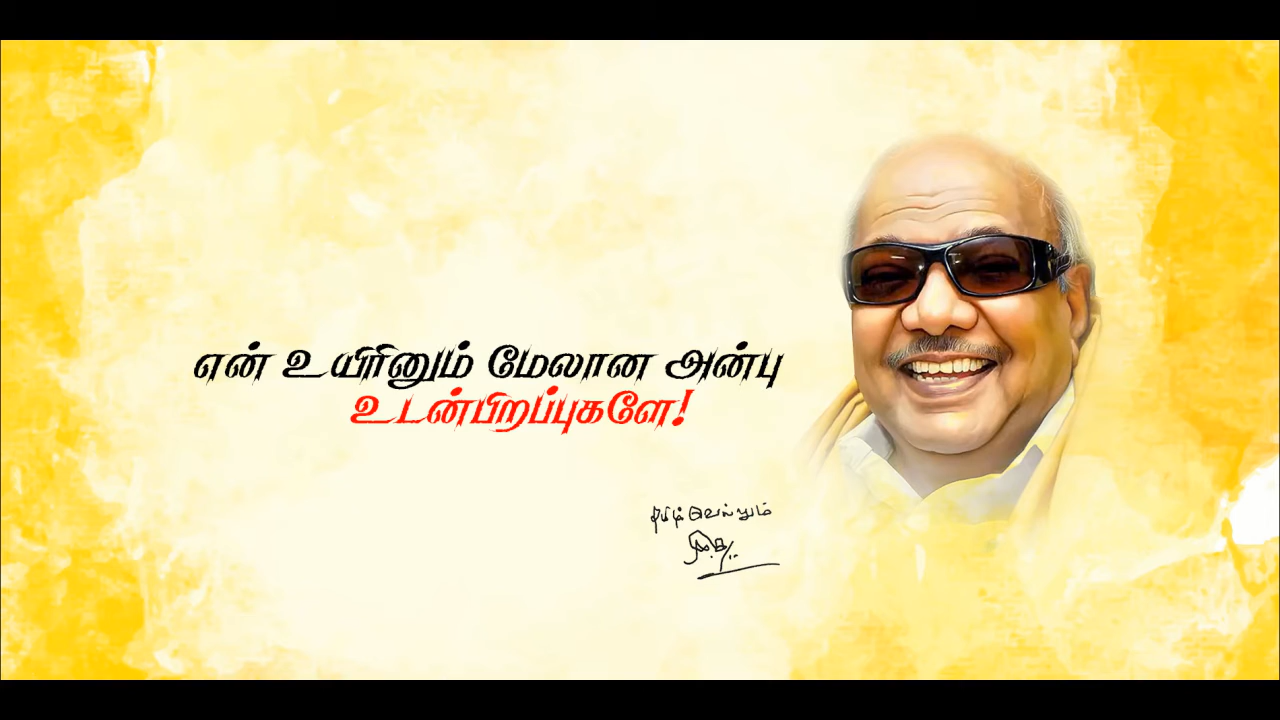 என் உயிரினும் மேலான அன்பு
உடன்பிறப்புகளே!
தமிழ் வெல்லும்
மு.க.